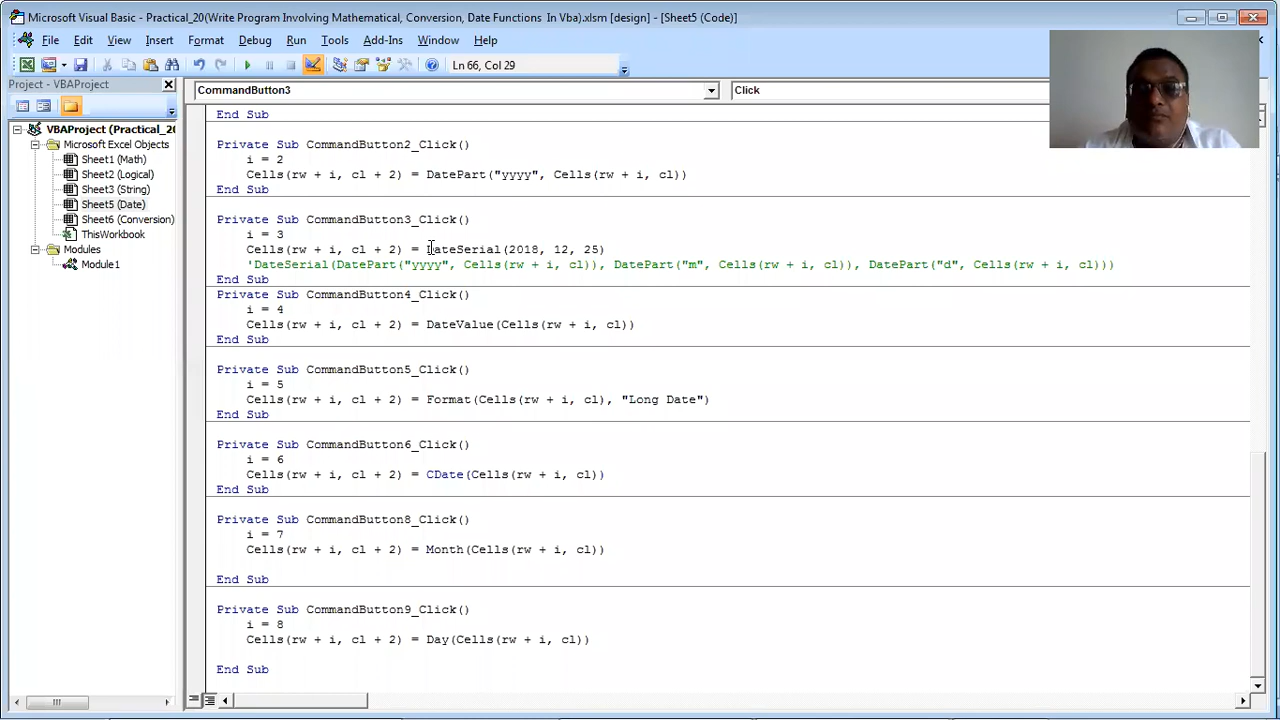 Microsoft Visual Basic - Practical_20(Write Program Involving Mathematical, Conversion, Date Functions In Vba).xlsm [design] - [Sheet5 (Code)]
File Edit View Insert Format Debug Run Tools Add-Ins Window Help
Ln 66, Col 29
Project - VBAProject
CommandButton3
Click
VBAProject (Practical_20
Microsoft Excel Objects
Sheet1 (Math)
Sheet2 (Logical)
Sheet3 (String)
Sheet5 (Date)
Sheet6 (Conversion)
ThisWorkbook
Modules
Module1
End Sub
Private Sub CommandButton2_Click()
i = 2
Cells(rw + i, cl + 2) = DatePart("yyyy", Cells(rw + i, cl))
End Sub
Private Sub CommandButton3_Click()
i = 3
Cells(rw + i, cl + 2) = DateSerial(2018, 12, 25)
'DateSerial(DatePart("yyyy", Cells(rw + i, cl)), DatePart("m", Cells(rw + i, cl)), DatePart("d", Cells(rw + i, cl)))
End Sub
Private Sub CommandButton4_Click()
i = 4
Cells(rw + i, cl + 2) = DateValue(Cells(rw + i, cl))
End Sub
Private Sub CommandButton5_Click()
i = 5
Cells(rw + i, cl + 2) = Format(Cells(rw + i, cl), "Long Date")
End Sub
Private Sub CommandButton6_Click()
i = 6
Cells(rw + i, cl + 2) = CDate(Cells(rw + i, cl))
End Sub
Private Sub CommandButton8_Click()
i = 7
Cells(rw + i, cl + 2) = Month(Cells(rw + i, cl))
End Sub
Private Sub CommandButton9_Click()
i = 8
Cells(rw + i, cl + 2) = Day(Cells(rw + i, cl))
End Sub